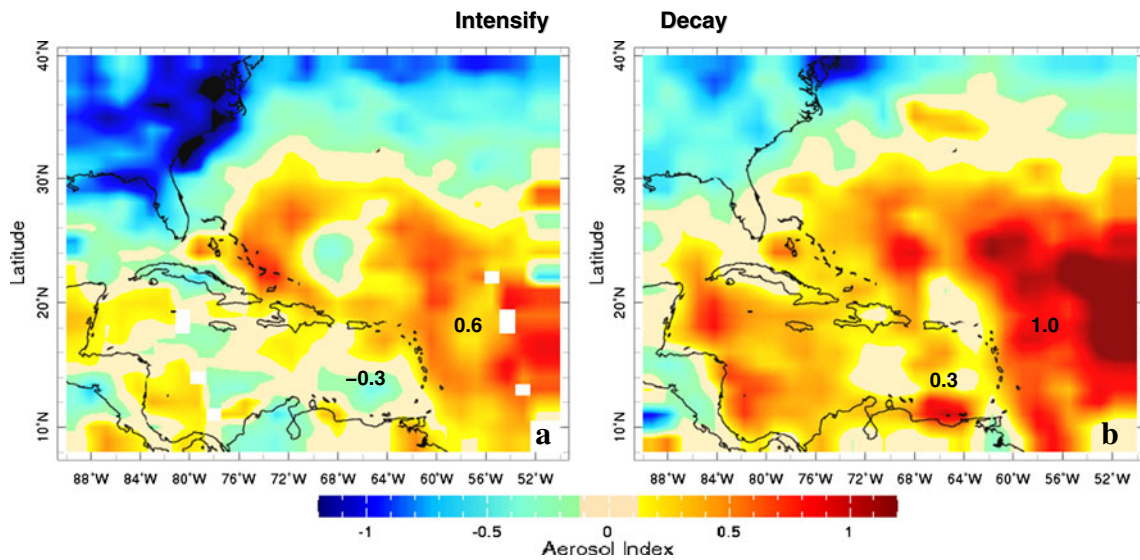 Intensify
Decay
40°N
30°N
20°N
10°N
Latitude
0.6
−0.3
a
88°W 84°W 80°W 76°W 72°W 68°W 64°W 60°W 56°W 52°W
40°N
30°N
20°N
10°N
Latitude
1.0
0.3
b
88°W 84°W 80°W 76°W 72°W 68°W 64°W 60°W 56°W 52°W
-1 -0.5 0 0.5 1
Aerosol Index